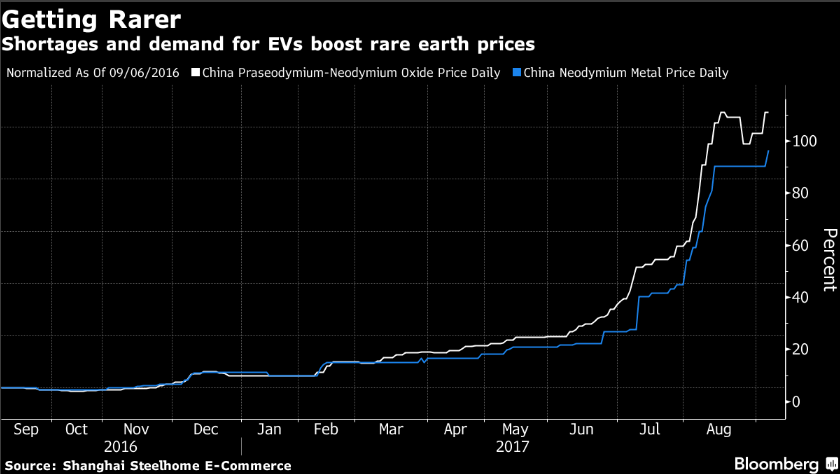 Getting Rarer
Shortages and demand for EVs boost rare earth prices
Normalized As Of 09/06/2016 China Praseodymium-Neodymium Oxide Price Daily China Neodymium Metal Price Daily
100
80
60
40
20
0
Percent
Sep Oct Nov Dec Jan Feb Mar Apr May Jun Jul Aug
2016 2017
Source: Shanghai Steelhome E-Commerce
Bloomberg